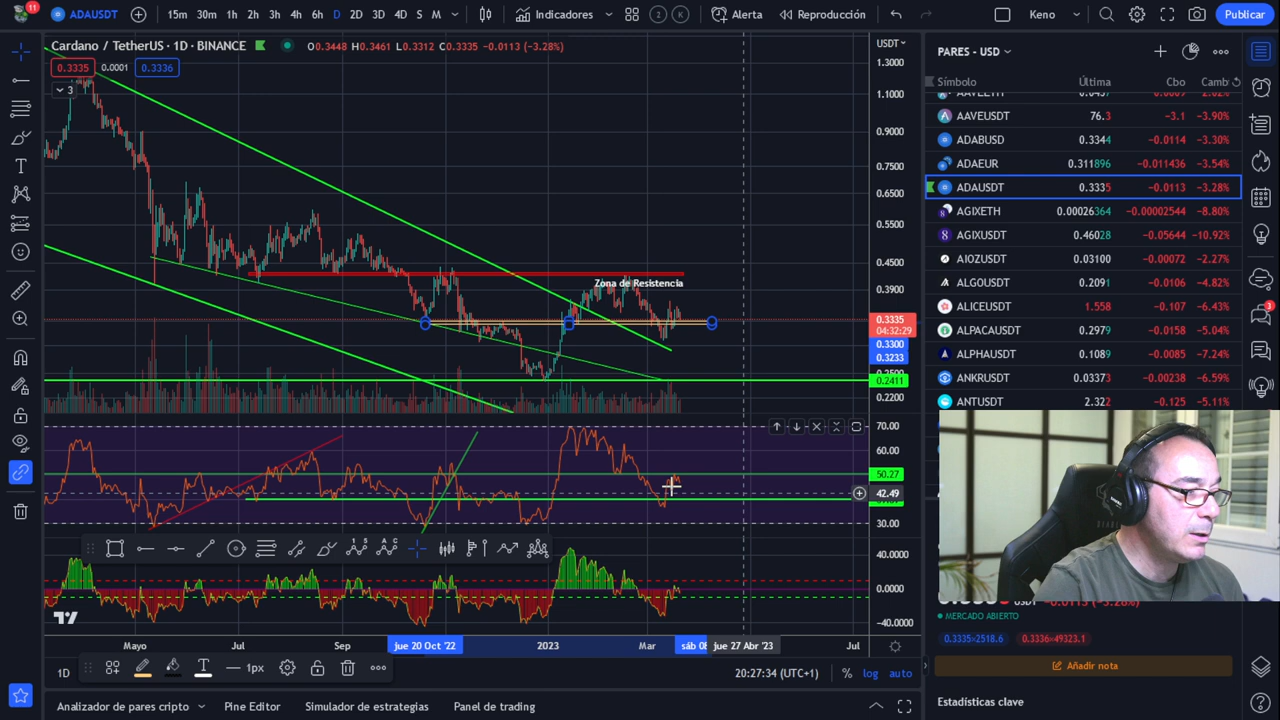 11
ADAUSDT
15m 30m 1h 2h 3h 4h 6h D 2D 3D 4D S M
Indicadores
2 K
Alerta
Reproducción
Keno
Publicar
Cardano / TetherUS · 1D · BINANCE
O0.3448 H0.3461 L0.3312 C0.3335 -0.0113 (-3.28%)
USDT
0.3335 0.0001 0.3336
3
1.3000
1.1000
0.9000
0.7500
0.6500
0.5500
0.4500
0.3900
Zona de Resistencia
0.3335
04:32:29
0.3300
0.3233
0.2411
0.2200
70.00
60.00
50.27
42.49
30.00
40.0000
0.0000
-40.0000
Mayo Jul Sep jue 20 Oct '22 2023 Mar sáb 08 jue 27 Abr '23 Jul
1px
1D
20:27:34 (UTC+1)
% log auto
Analizador de pares cripto
Pine Editor
Simulador de estrategias
Panel de trading
PARES - USD
Símbolo Última Cbo Camb
AAVEUSDT 76.3 -3.1 -3.90%
ADABUSD 0.3344 -0.0114 -3.30%
ADAEUR 0.311896 -0.011436 -3.54%
ADAUSDT 0.3335 -0.0113 -3.28%
AGIXETH 0.00026364 -0.00002544 -8.80%
AGIXUSDT 0.46028 -0.05644 -10.92%
AIOZUSD 0.03100 -0.00072 -2.27%
ALGOUSDT 0.2091 -0.0108 -4.91%
ALICEUSDT 1.558 -0.107 -6.43%
ALPACAUSDT 0.2979 -0.0158 -5.04%
ALPHAUSDT 0.1089 -0.0085 -7.24%
ANKRUSDT 0.0337 -0.00238 -6.59%
ANTUSDT 2.322 -0.125 -5.11%
3
MERCADO ABIERTO
0.3335×2518.6 0.3336×49323.1
Añadir nota
Estadísticas clave